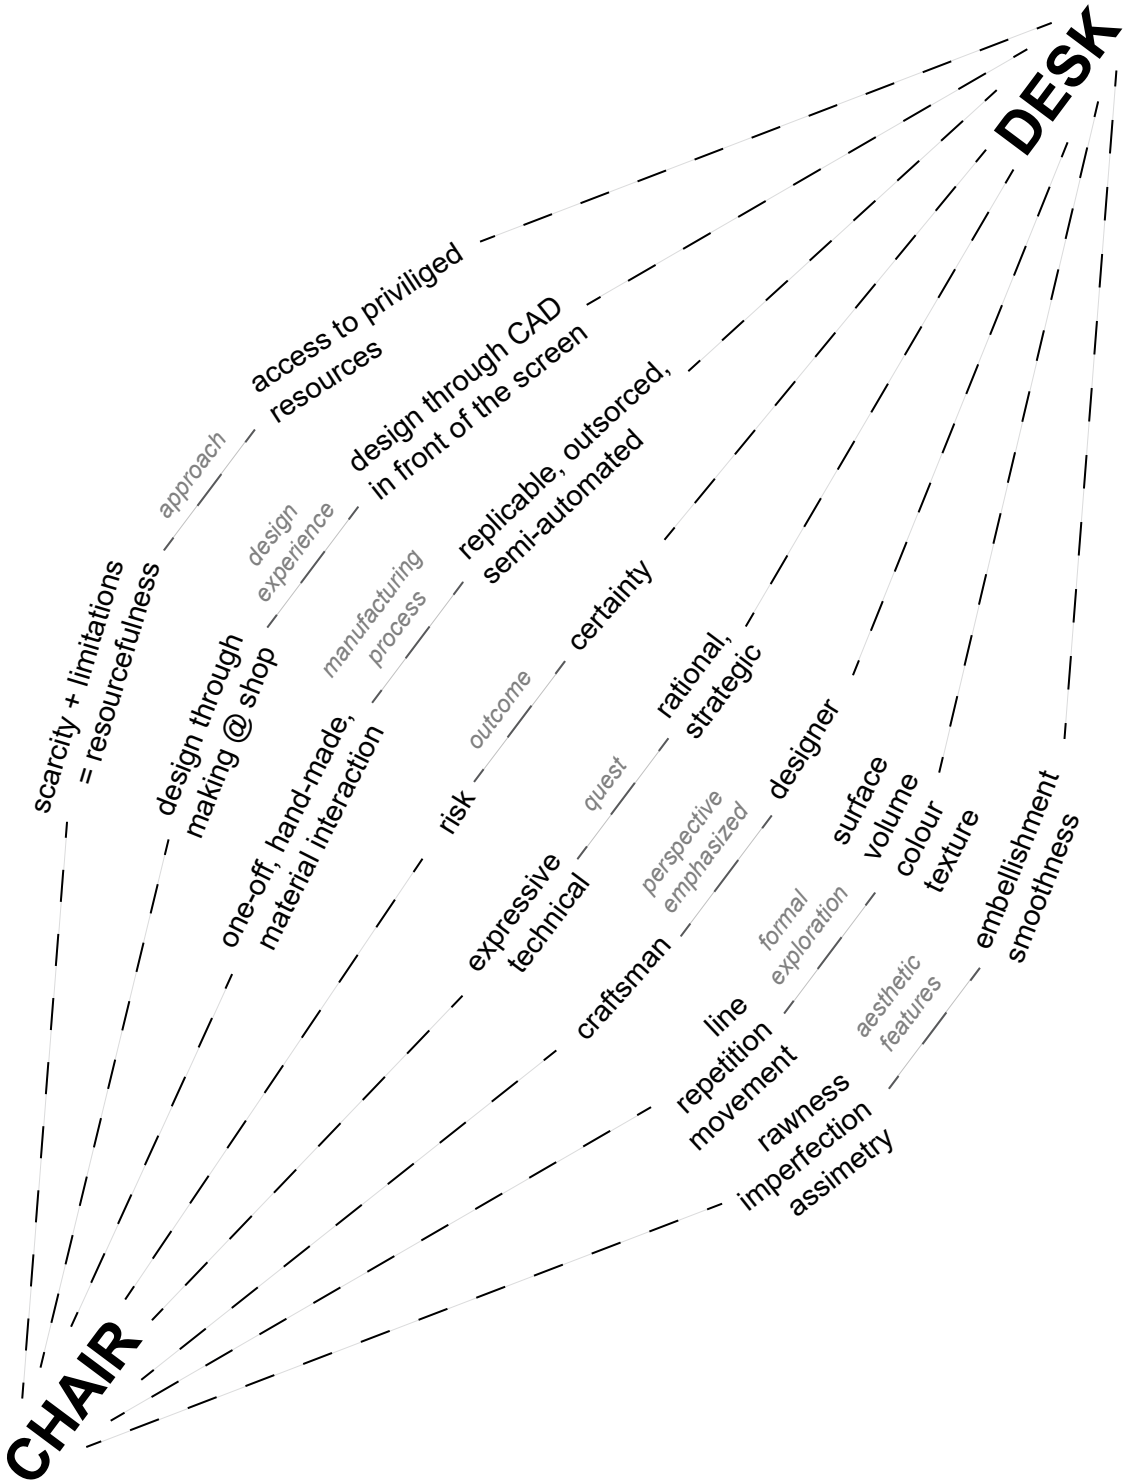 DESK
access to priviliged
resources
approach
scarcity + limitations
= resourcefulness
design through CAD
in front of the screen
design
experience
design through
making @ shop
replicable, outsorced,
semi-automated
manufacturing
process
one-off, hand-made,
material interaction
certainty
outcome
risk
rational,
strategic
quest
expressive
technical
designer
perspective
emphasized
craftsman
surface
volume
colour
texture
formal
exploration
line
repetition
movement
embellishment
smoothness
aesthetic
features
rawness
imperfection
assimetry
CHAIR